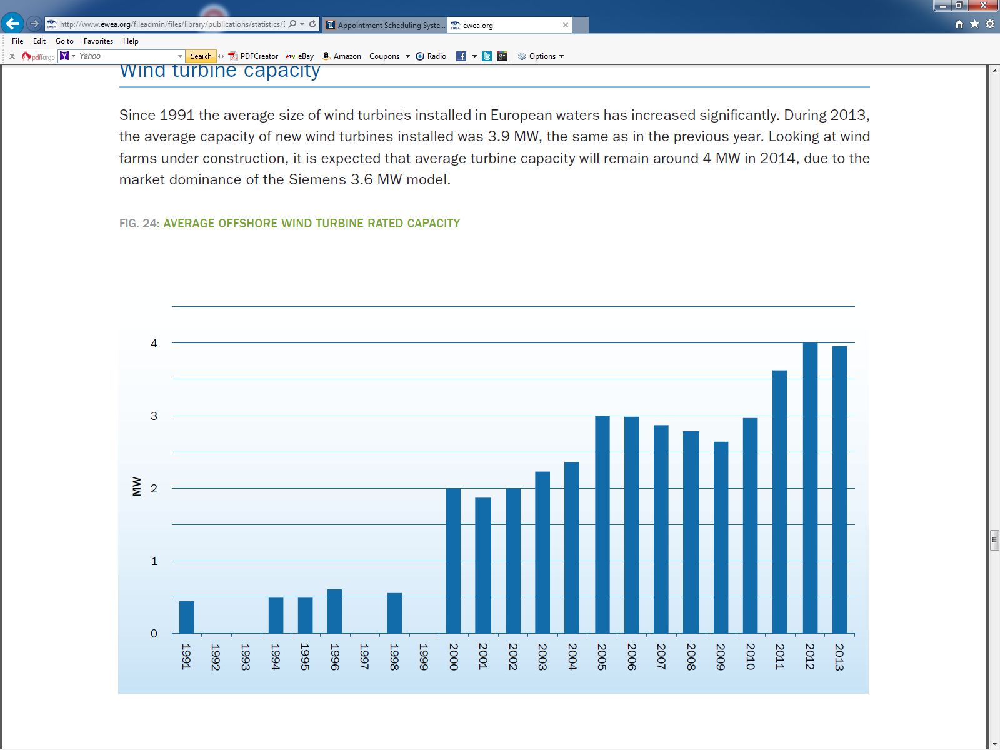 http://www.ewea.org/fileadmin/files/library/publications/statistics/E
Appointment Scheduling Syste...
EWEA
ewea.org
File Edit Go to Favorites Help
pdfforge
Y Yahoo
Search
PDFCreator
ebay eBay
a Amazon
Coupons
Radio
Options
Wind turbine capacity
Since 1991 the average size of wind turbines installed in European waters has increased significantly. During 2013,
the average capacity of new wind turbines installed was 3.9 MW, the same as in the previous year. Looking at wind
farms under construction, it is expected that average turbine capacity will remain around 4 MW in 2014, due to the
market dominance of the Siemens 3.6 MW model.
FIG. 24: AVERAGE OFFSHORE WIND TURBINE RATED CAPACITY
4
3
MW
2
1
0
1991 1992 1993 1994 1995 1996 1997 1998 1999 2000 2001 2002 2003 2004 2005 2006 2007 2008 2009 2010 2011 2012 2013